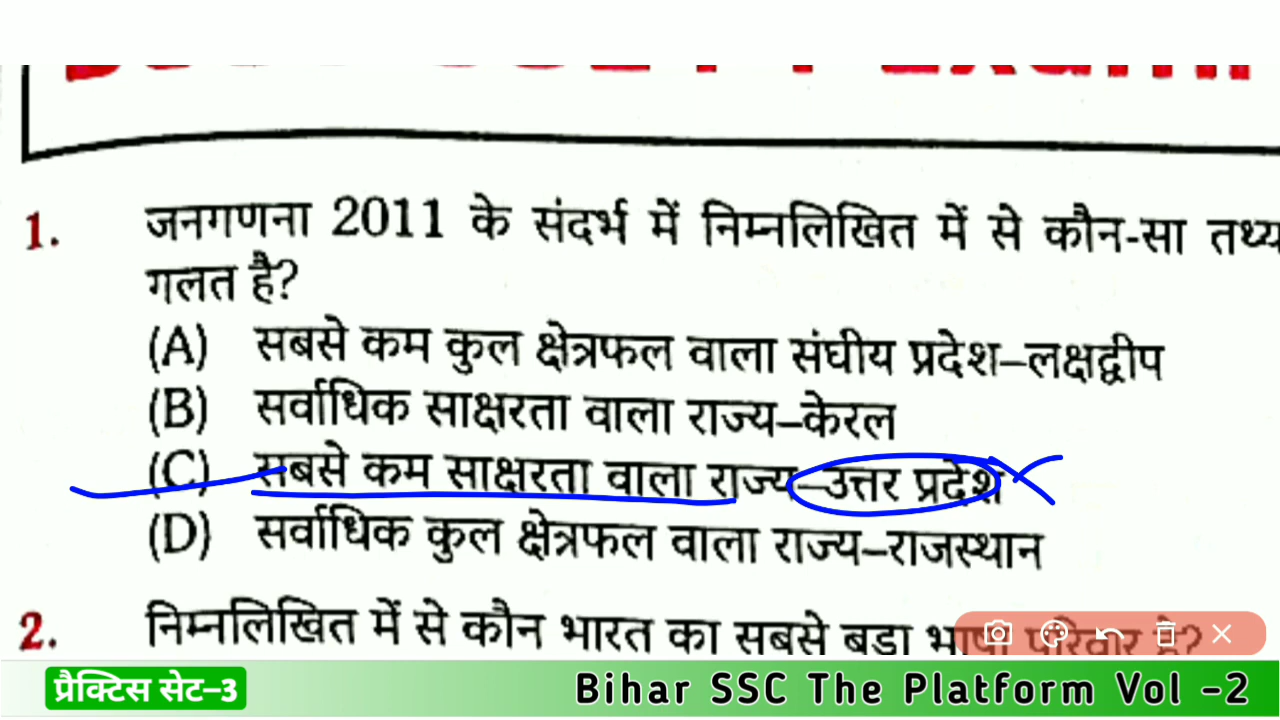 1. जनगणना 2011 के संदर्भ में निम्नलिखित में से कौन-सा तथ्य
गलत है?
(A) सबसे कम कुल क्षेत्रफल वाला संघीय प्रदेश–लक्षद्वीप
(B) सर्वाधिक साक्षरता वाला राज्य–केरल
(C) सबसे कम साक्षरता वाला राज्य–उत्तर प्रदेश
(D) सर्वाधिक कुल क्षेत्रफल वाला राज्य–राजस्थान
2. निम्नलिखित में से कौन भारत का सबसे बड़ा भाषा परिवार है?
प्रैक्टिस सेट–3
Bihar SSC The Platform Vol –2